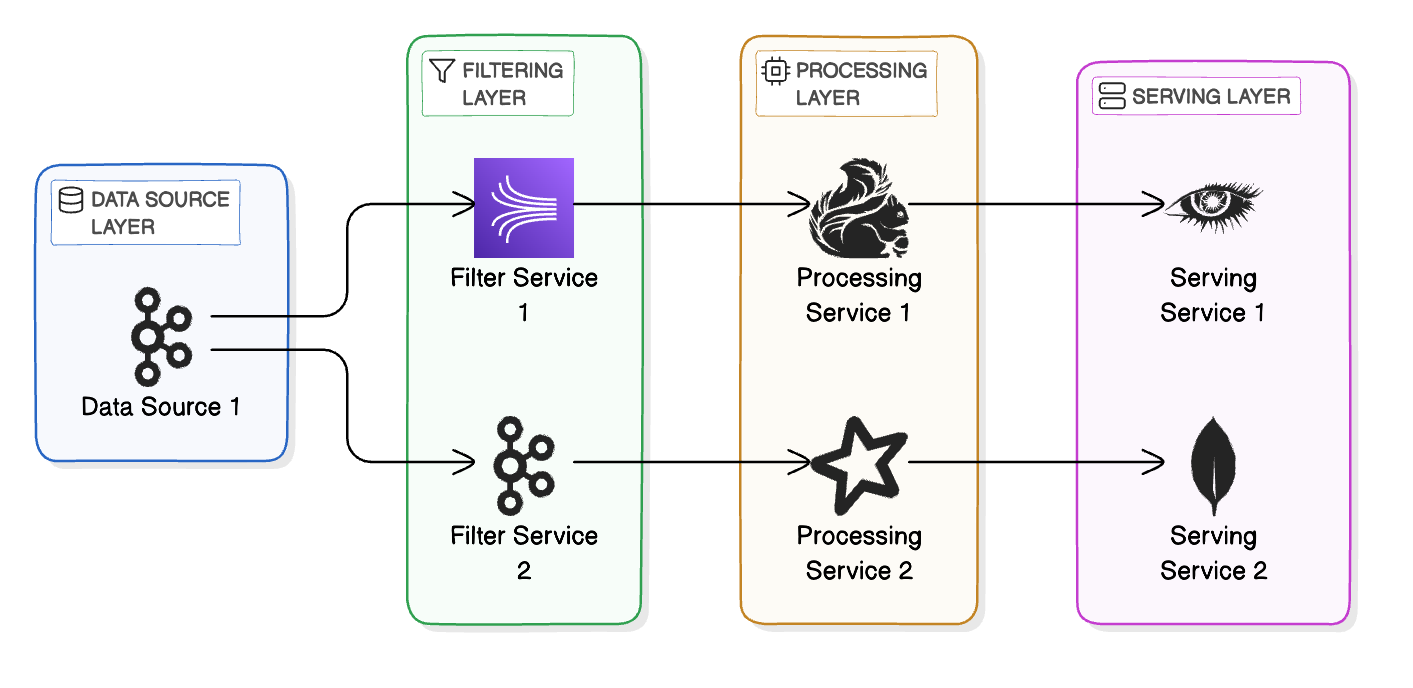 FILTERING
LAYER
PROCESSING
LAYER
SERVING LAYER
DATA SOURCE
LAYER
Filter Service
1
Processing
Service 1
Serving
Service 1
Data Source 1
Filter Service
2
Processing
Service 2
Serving
Service 2